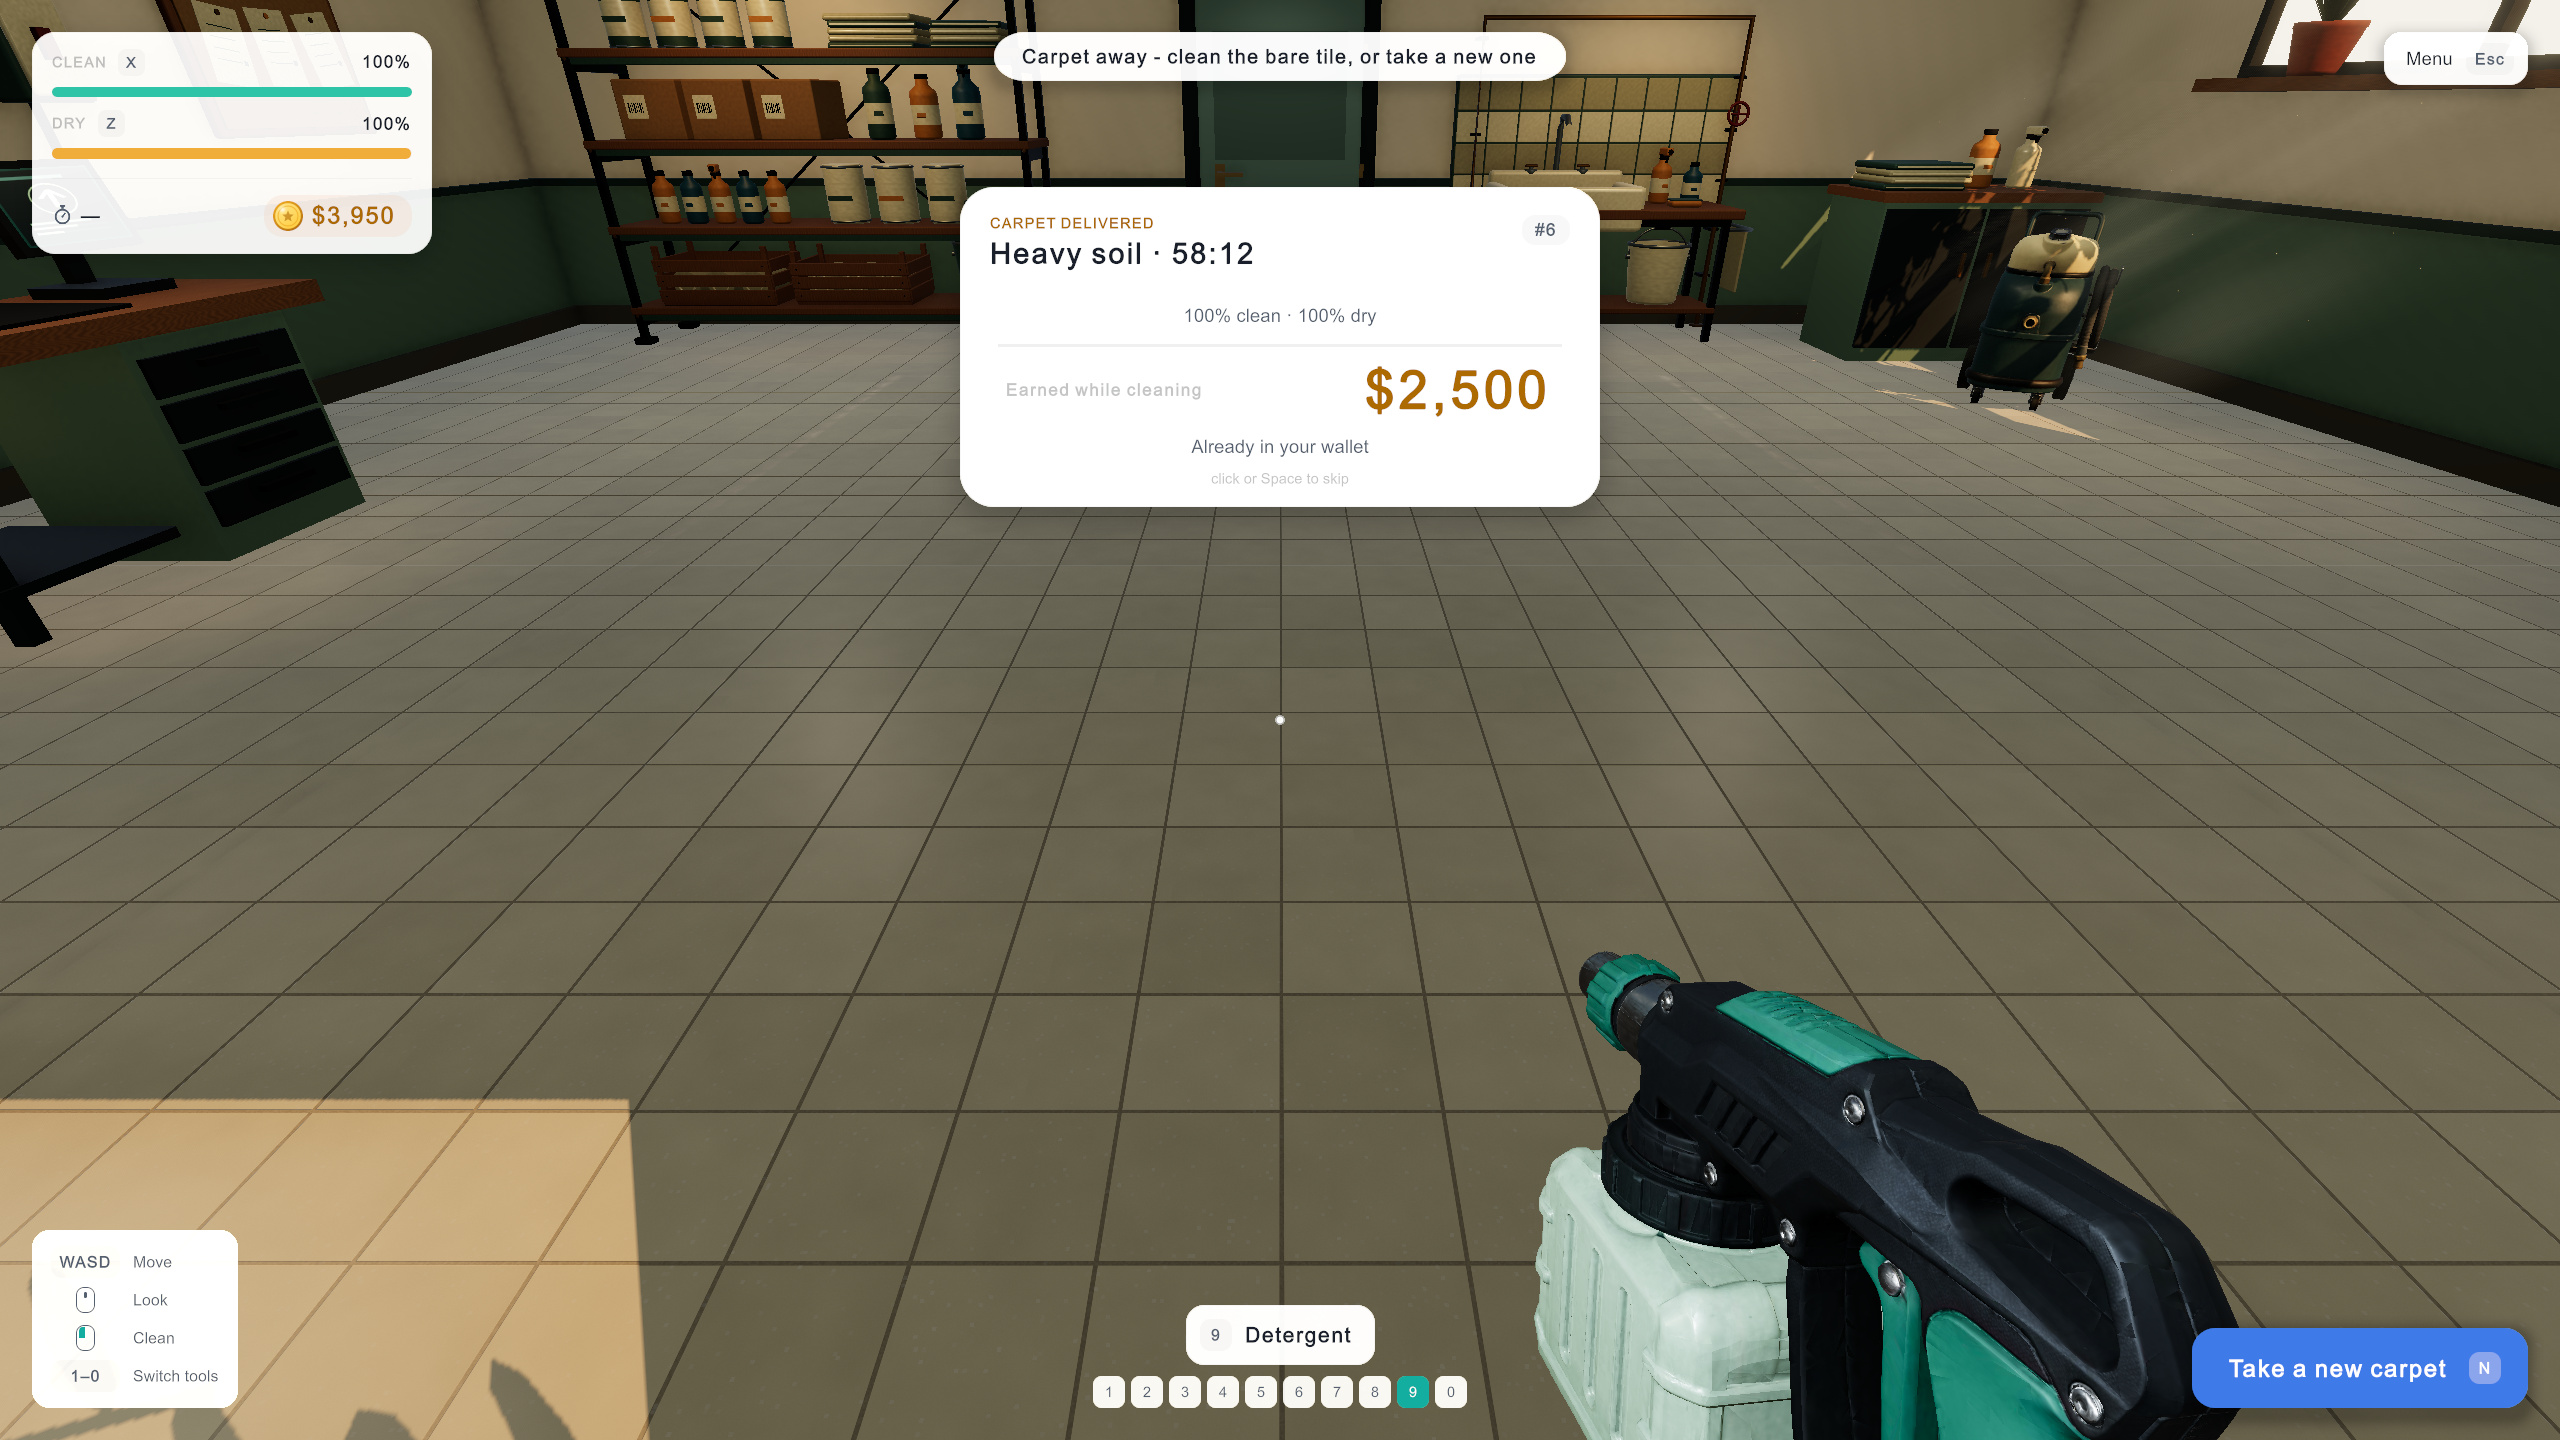 CLEAN X 100%
DRY Z 100%
— $3,950
Carpet away - clean the bare tile, or take a new one
Menu Esc
CARPET DELIVERED
#6
Heavy soil · 58:12
100% clean · 100% dry
Earned while cleaning $2,500
Already in your wallet
click or Space to skip
WASD Move
Look
Clean
1–0 Switch tools
9 Detergent
1 2 3 4 5 6 7 8 9 0
Take a new carpet N